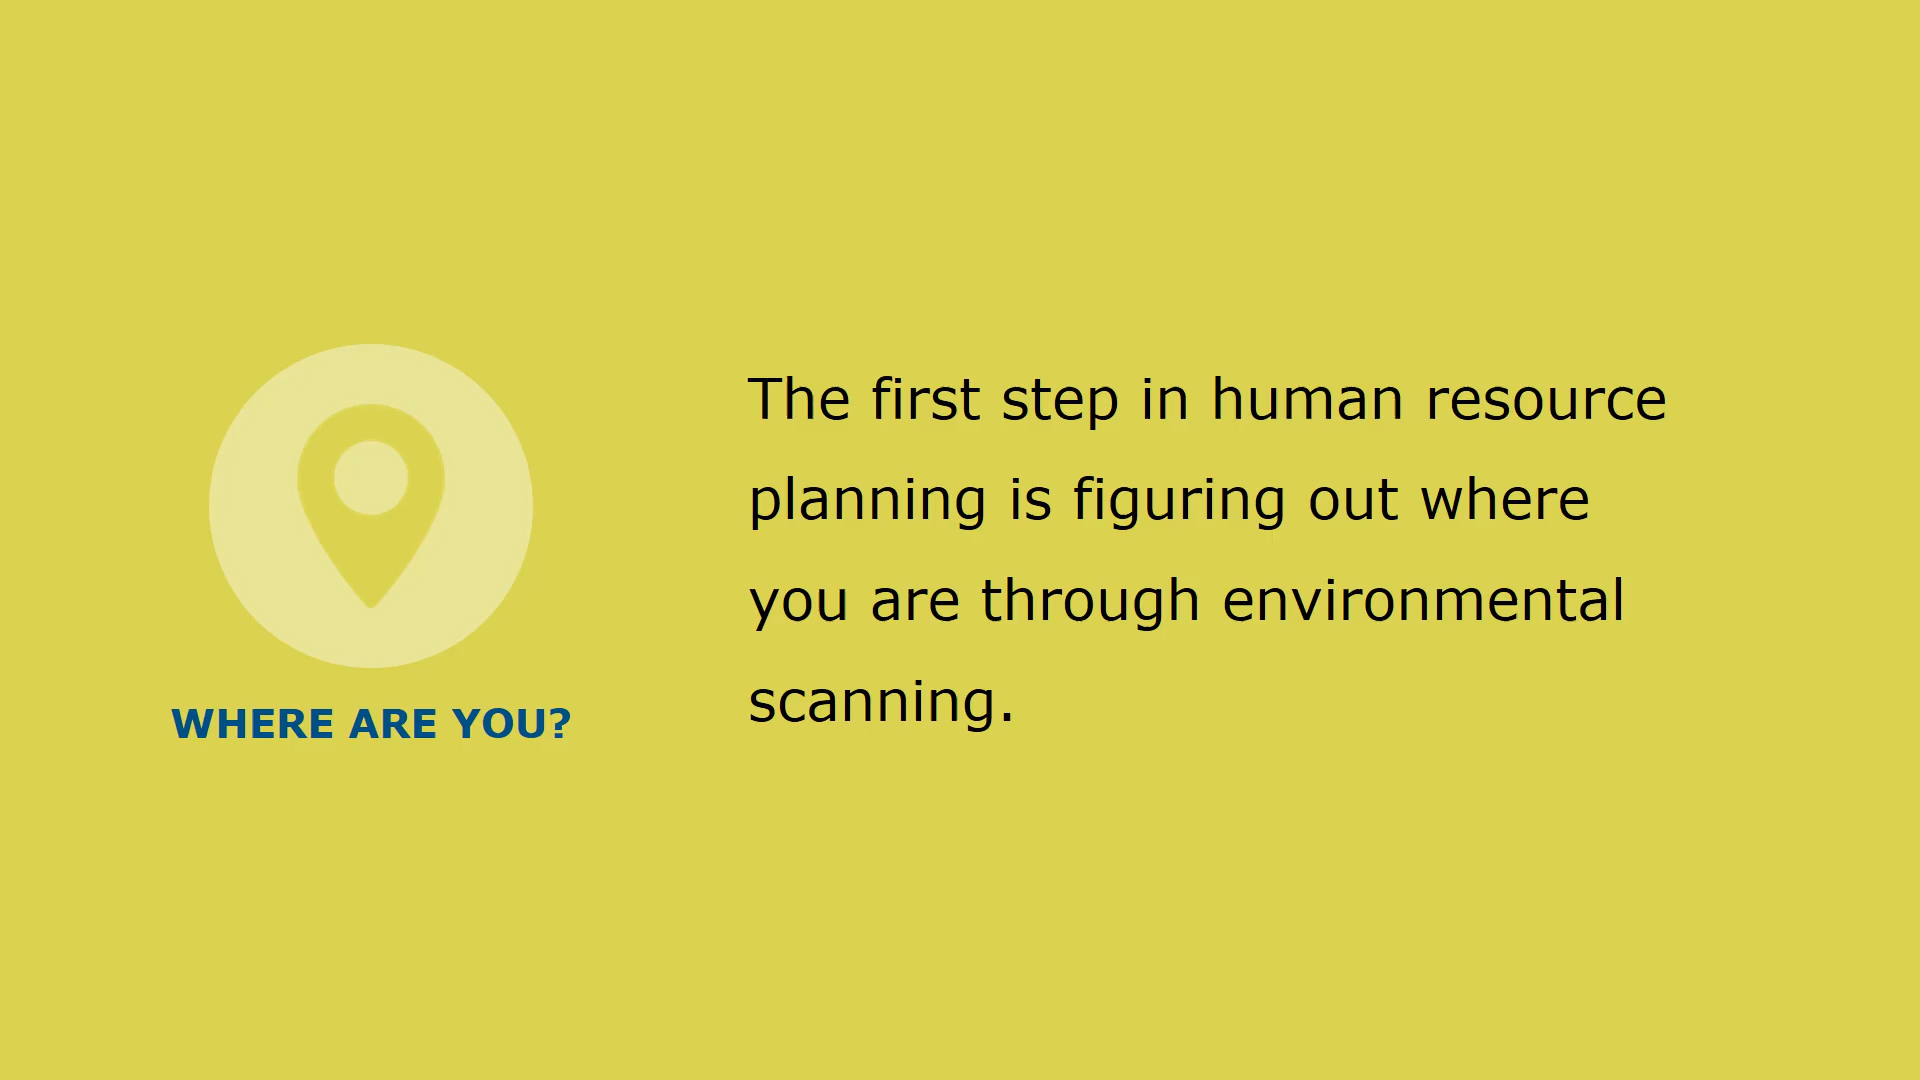 WHERE ARE YOU?
The first step in human resource
planning is figuring out where
you are through environmental
scanning.